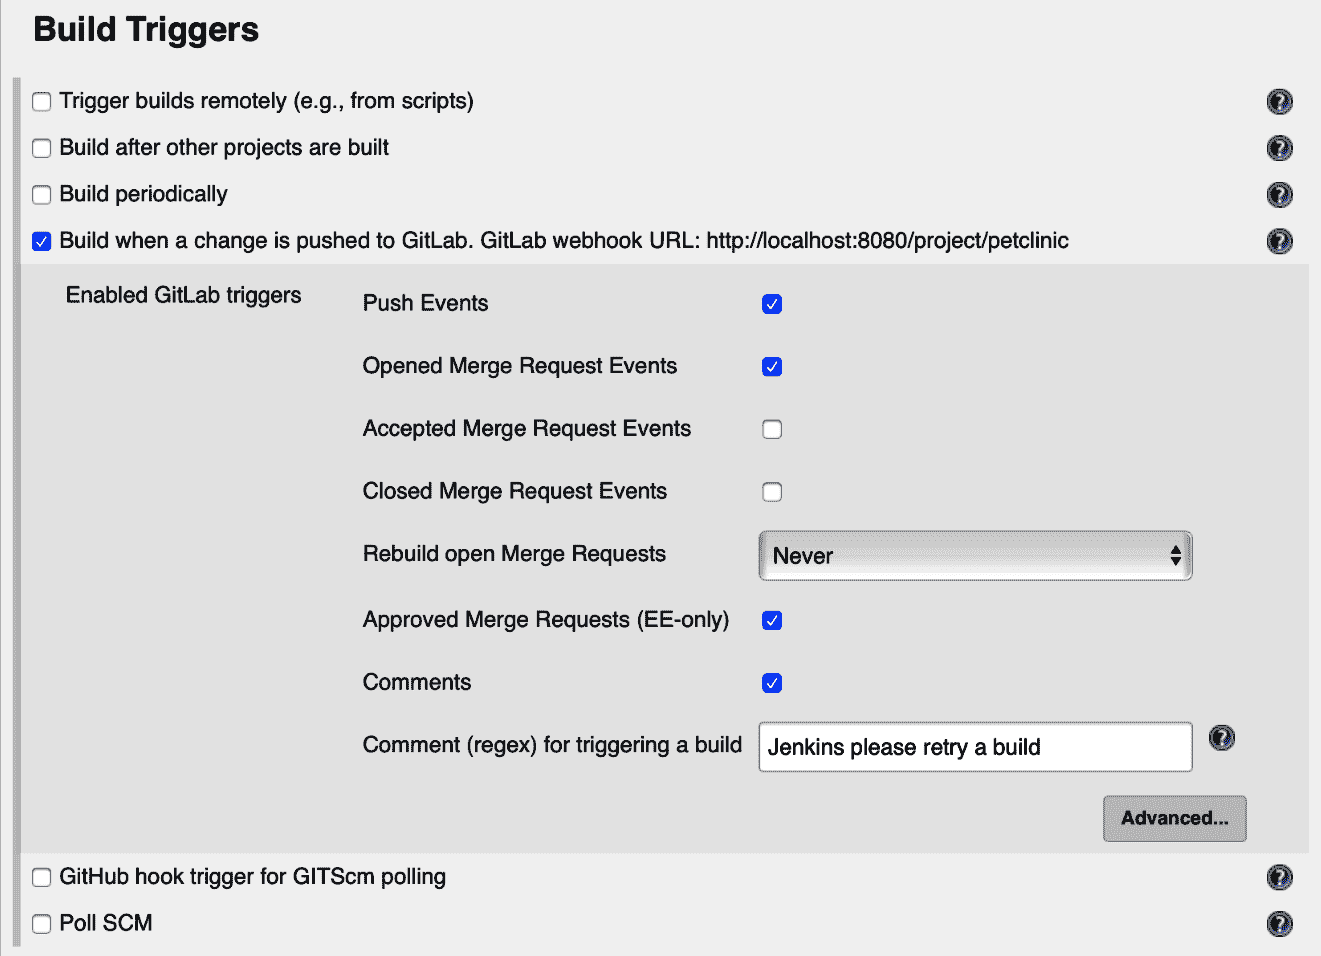 Build Triggers
Trigger builds remotely (e.g., from scripts)
Build after other projects are built
Build periodically
Build when a change is pushed to GitLab. GitLab webhook URL: http://localhost:8080/project/petclinic
Enabled GitLab triggers
Push Events
Opened Merge Request Events
Accepted Merge Request Events
Closed Merge Request Events
Rebuild open Merge Requests Never
Approved Merge Requests (EE-only)
Comments
Comment (regex) for triggering a build Jenkins please retry a build
Advanced...
GitHub hook trigger for GITScm polling
Poll SCM